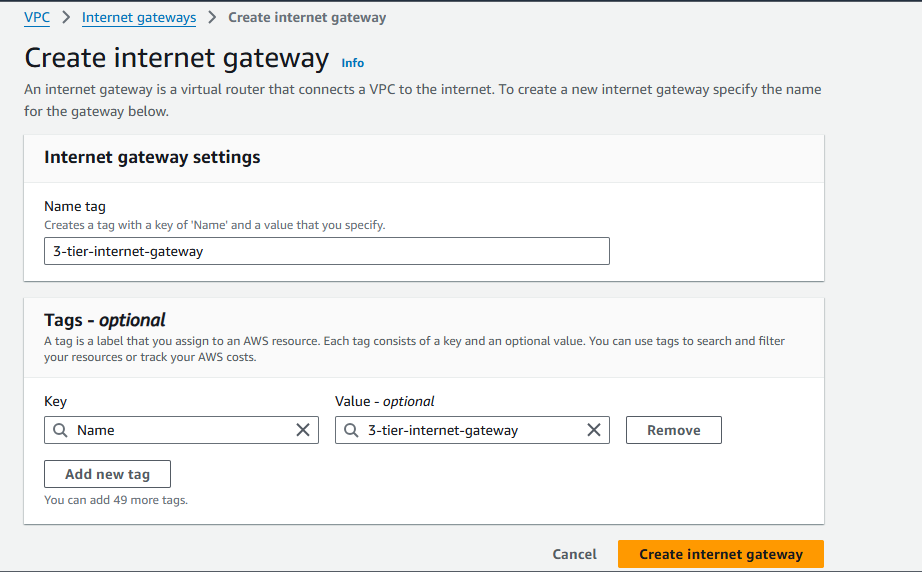 VPC > Internet gateways > Create internet gateway
Create internet gateway Info
An internet gateway is a virtual router that connects a VPC to the internet. To create a new internet gateway specify the name
for the gateway below.
Internet gateway settings
Name tag
Creates a tag with a key of 'Name' and a value that you specify.
3-tier-internet-gateway
Tags - optional
A tag is a label that you assign to an AWS resource. Each tag consists of a key and an optional value. You can use tags to search and filter
your resources or track your AWS costs.
Key Value - optional
Name 3-tier-internet-gateway Remove
Add new tag
You can add 49 more tags.
Cancel Create internet gateway